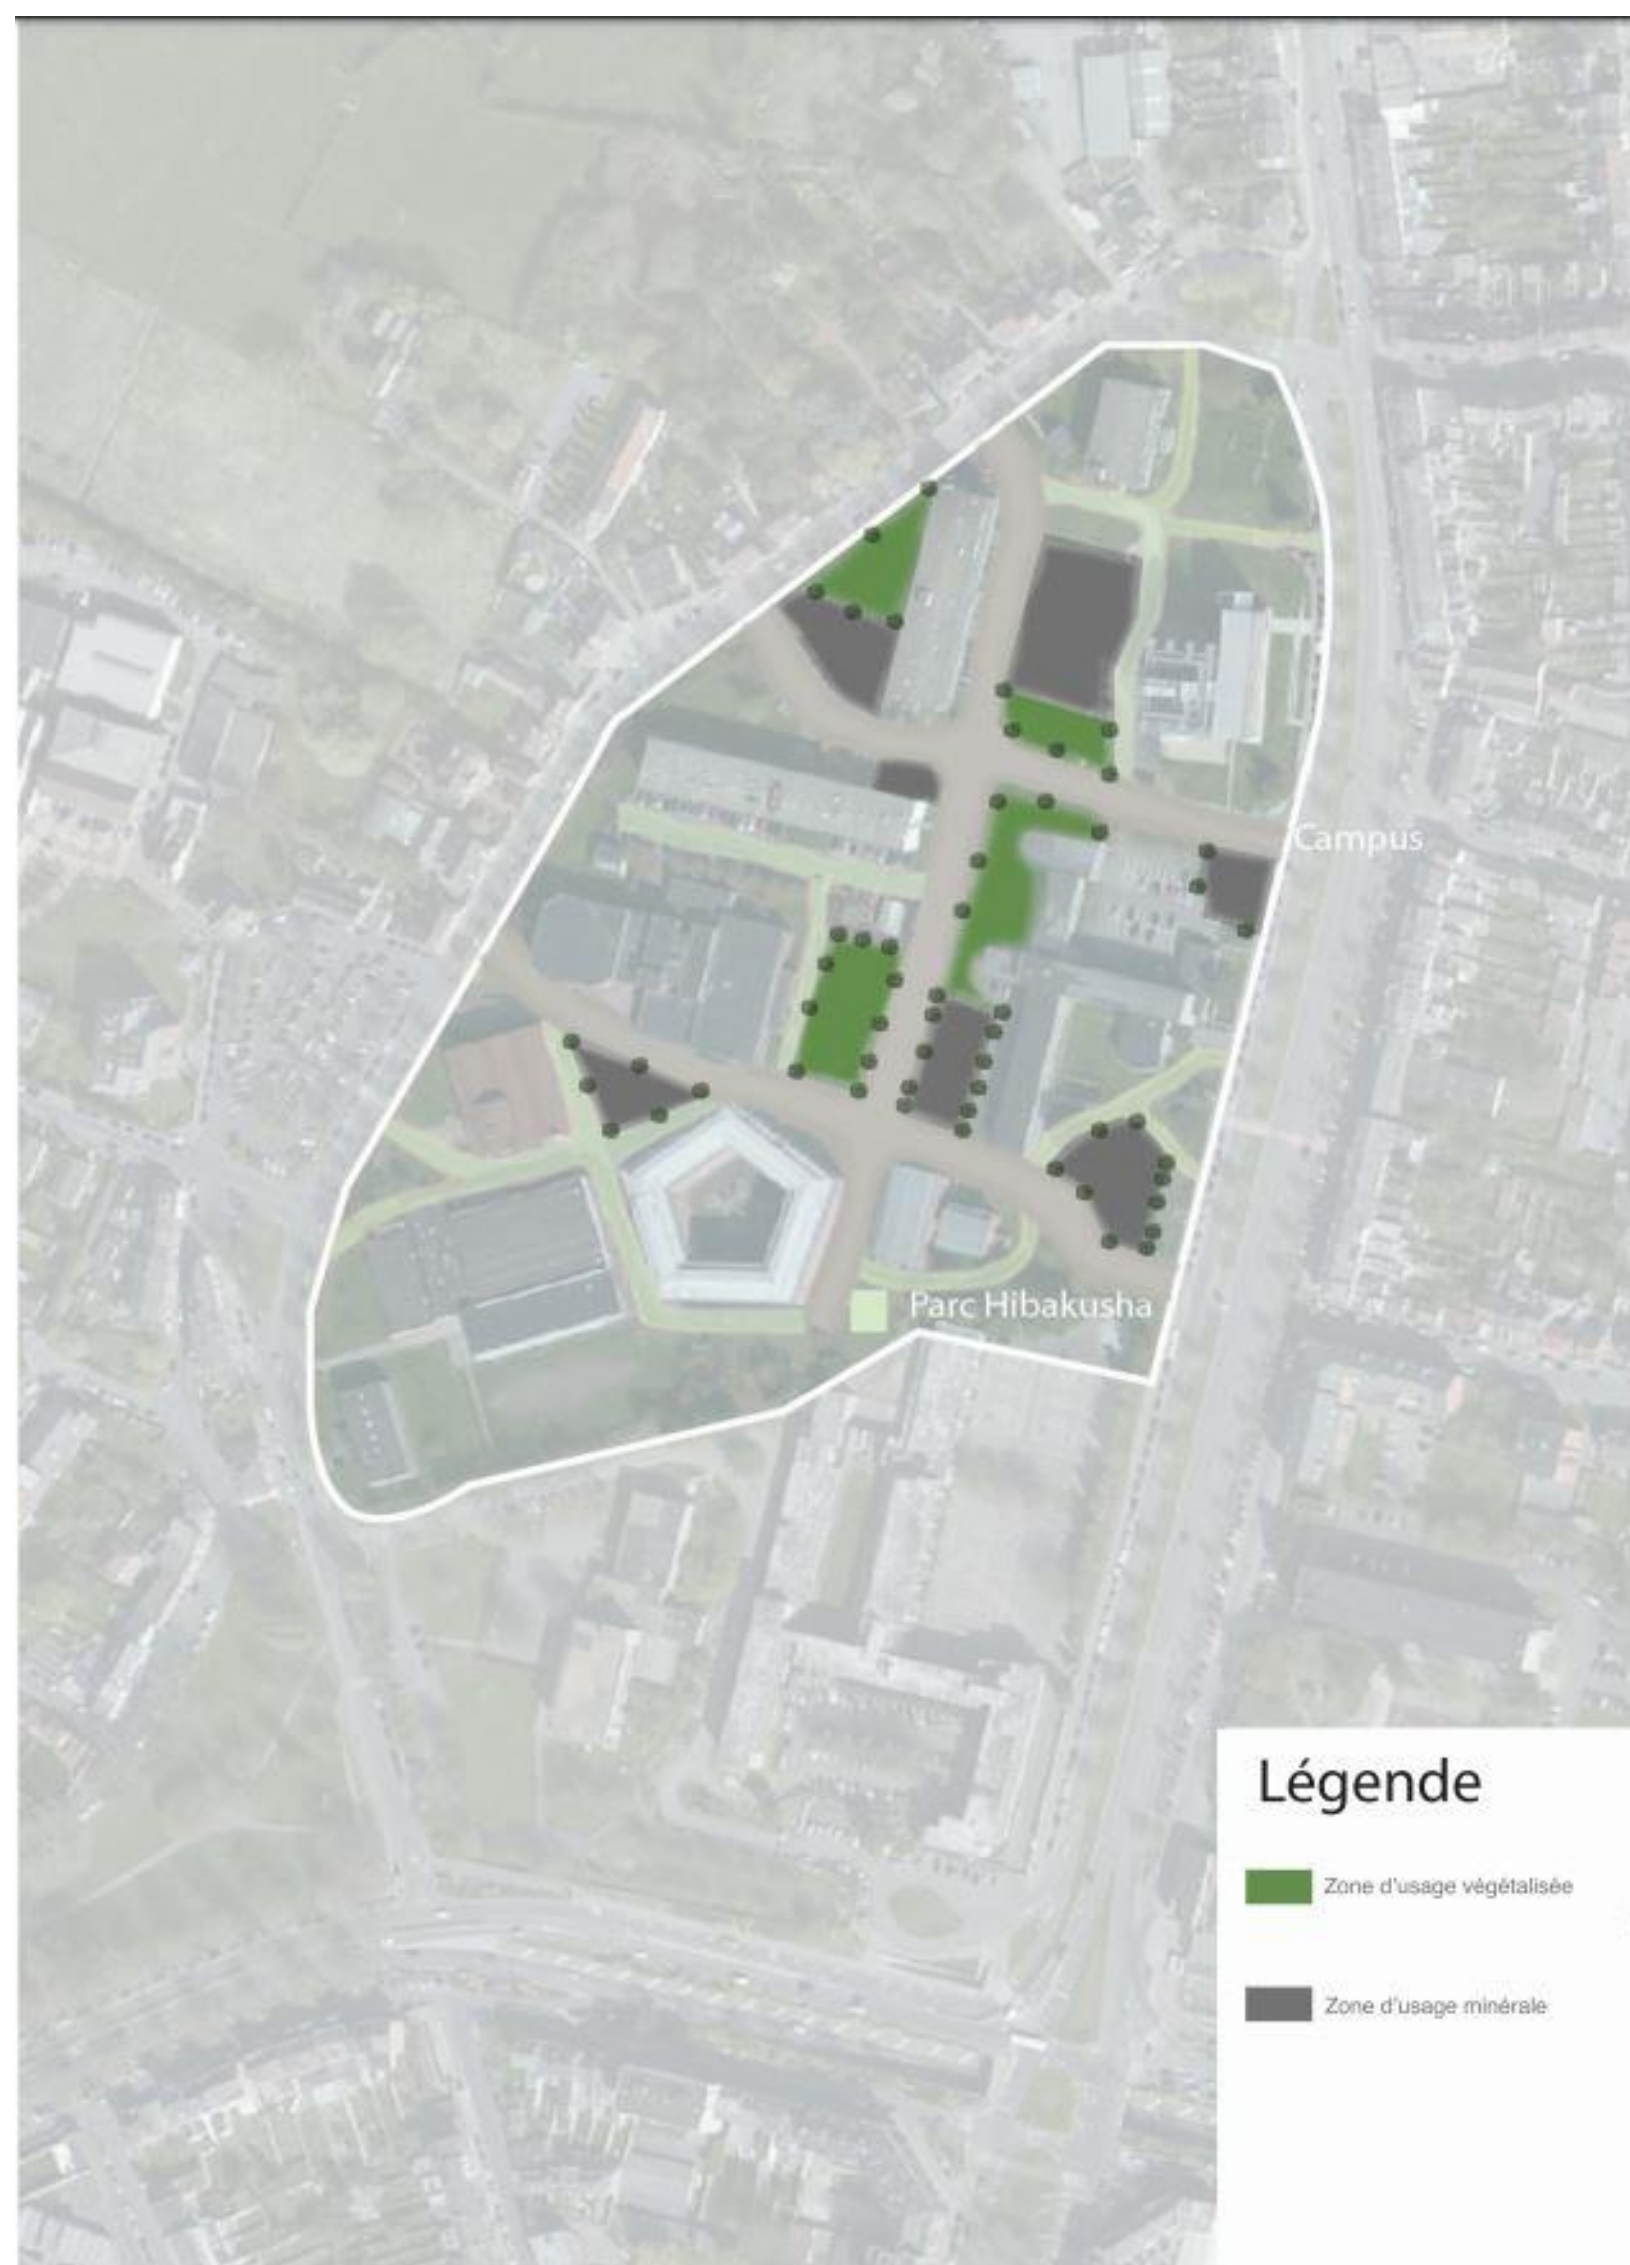 Campus
Parc Hibakusha
Légende
Zone d'usage végétalisée
Zone d'usage minérale